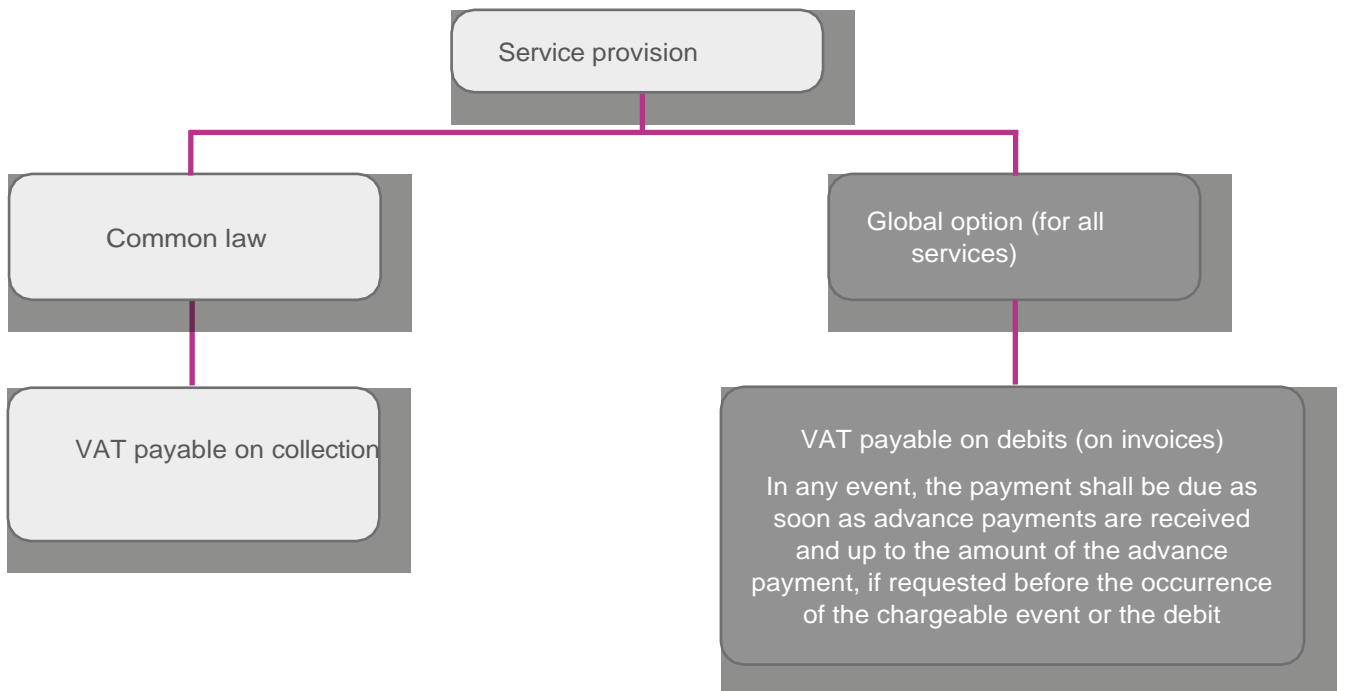 Service provision
Common law
Global option (for all
services)
VAT payable on collection
VAT payable on debits (on invoices)
In any event, the payment shall be due as
soon as advance payments are received
and up to the amount of the advance
payment, if requested before the occurrence
of the chargeable event or the debit